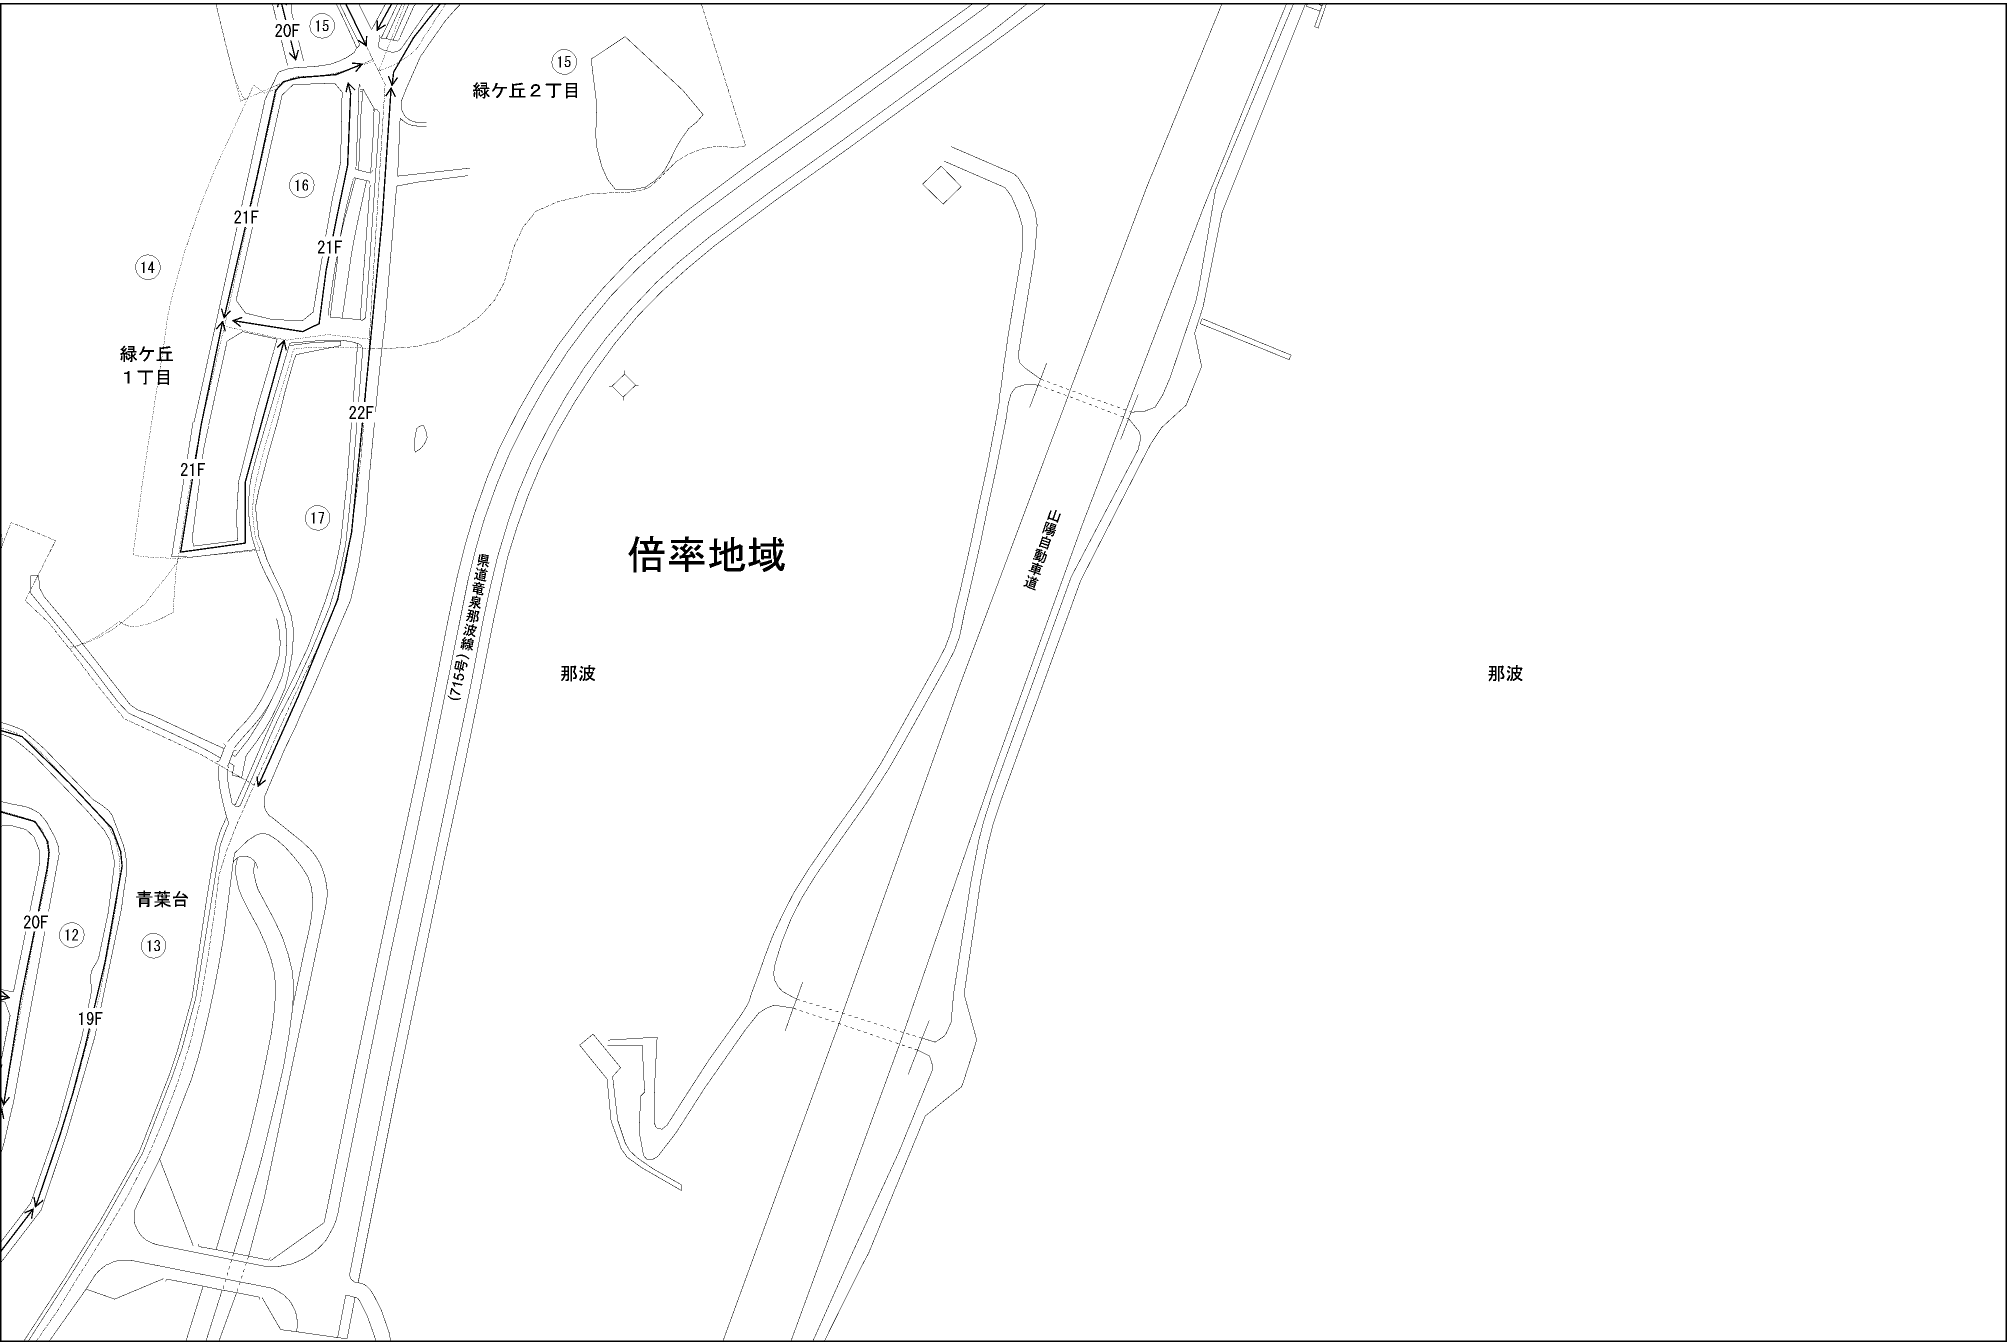 20F
15
15
緑ケ丘２丁目
16
21F
21F
14
緑ケ丘
１丁目
22F
21F
17
倍率地域
山陽自動車道
県道竜泉那波線
(715号)
那波
那波
青葉台
20F
12
13
19F